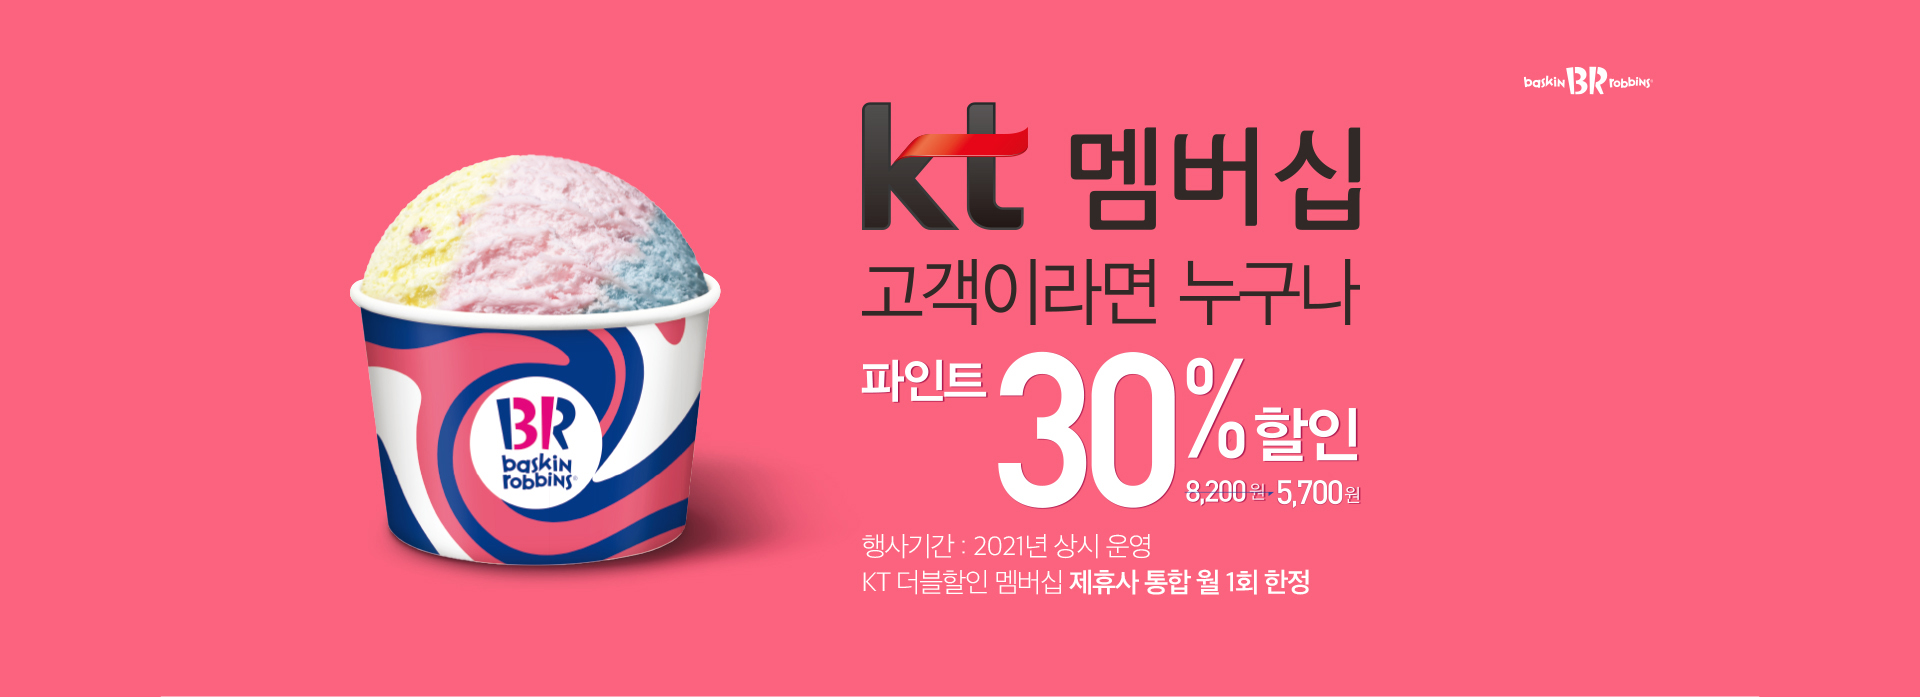 baskin BR robbins
kt 멤버십
고객이라면 누구나
파인트 30% 할인
8,200원 5,700원
행사기간 : 2021년 상시 운영
KT 더블할인 멤버십 제휴사 통합 월 1회 한정
BR
baskin
robbins